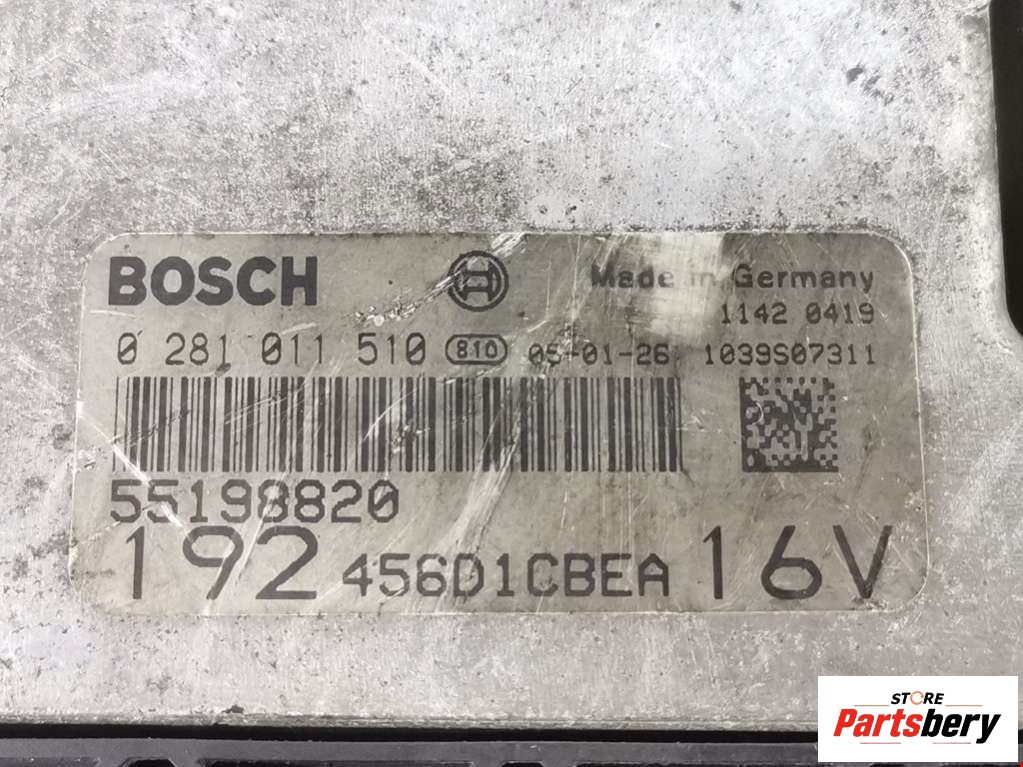 BOSCH Made in Germany
1142 0419
0 281 011 510 810 05-01-26 1039S07311
55198820
192 456D1CBEA 16V
STORE
Partsbery